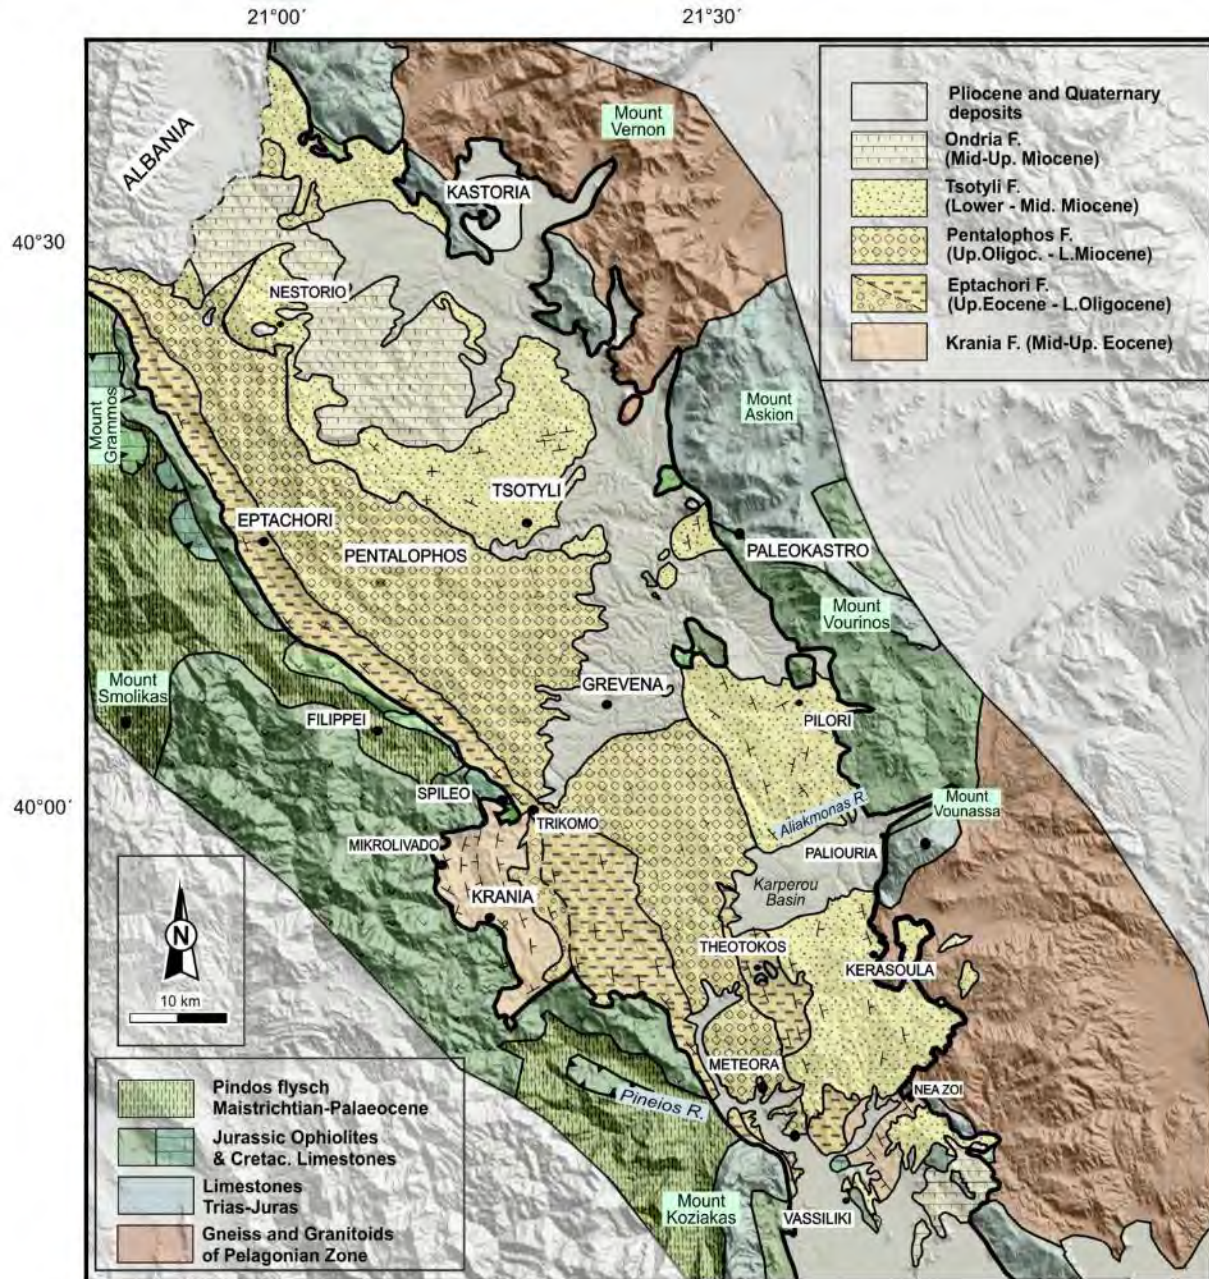 21°00´
21°30´
40°30
40°00´
ALBANIA
Mount
Vernon
KASTORIA
NESTORIO
Mount
Grammos
Mount
Askion
TSOTYLI
EPTACHORI
PENTALOPHOS
PALEOKASTRO
Mount
Vourinos
Mount
Smolikas
GREVENA
FILIPPEI
PILORI
SPILEO
TRIKOMO
Aliakmonas R.
Mount
Vounassa
MIKROLIVADO
PALIOURIA
KRANIA
Karperou
Basin
THEOTOKOS
KERASOULA
METEORA
NEA ZOI
Pineios R.
Mount
Koziakas
VASSILIKI
N
10 km
Pliocene and Quaternary
deposits
Ondria F.
(Mid-Up. Miocene)
Tsotyli F.
(Lower - Mid. Miocene)
Pentalophos F.
(Up.Oligoc. - L.Miocene)
Eptachori F.
(Up.Eocene - L.Oligocene)
Krania F. (Mid-Up. Eocene)
Pindos flysch
Maistrichtian-Palaeocene
Jurassic Ophiolites
& Cretac. Limestones
Limestones
Trias-Juras
Gneiss and Granitoids
of Pelagonian Zone